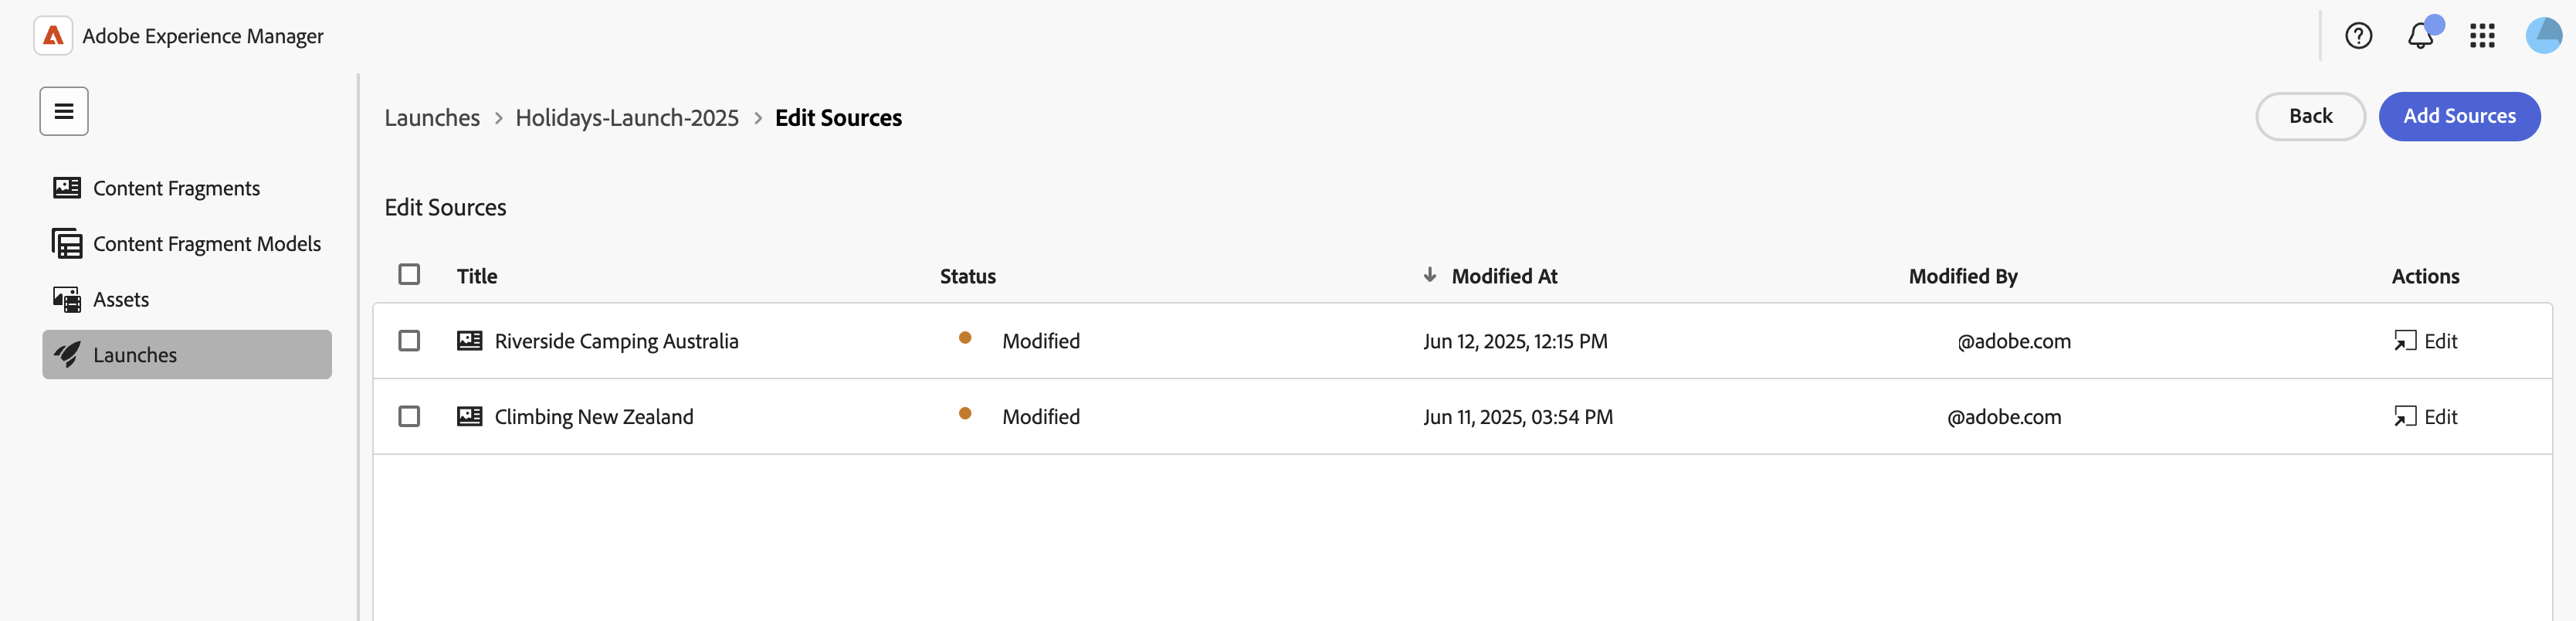 Adobe Experience Manager
Launches > Holidays-Launch-2025 > Edit Sources
Back
Add Sources
Content Fragments
Content Fragment Models
Assets
Launches
Edit Sources
Title Status Modified At Modified By Actions
Riverside Camping Australia Modified Jun 12, 2025, 12:15 PM @adobe.com Edit
Climbing New Zealand Modified Jun 11, 2025, 03:54 PM @adobe.com Edit